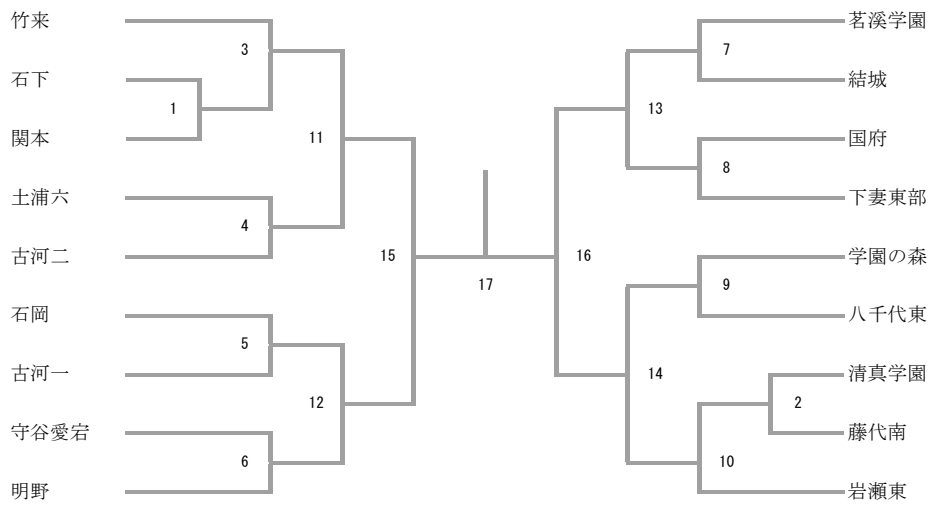 竹来
茗溪学園
3
7
石下
結城
1
13
関本
11
国府
8
土浦六
下妻東部
4
古河二
15
16
学園の森
17
9
石岡
八千代東
5
古河一
14
清真学園
12
2
守谷愛宕
藤代南
6
10
明野
岩瀬東